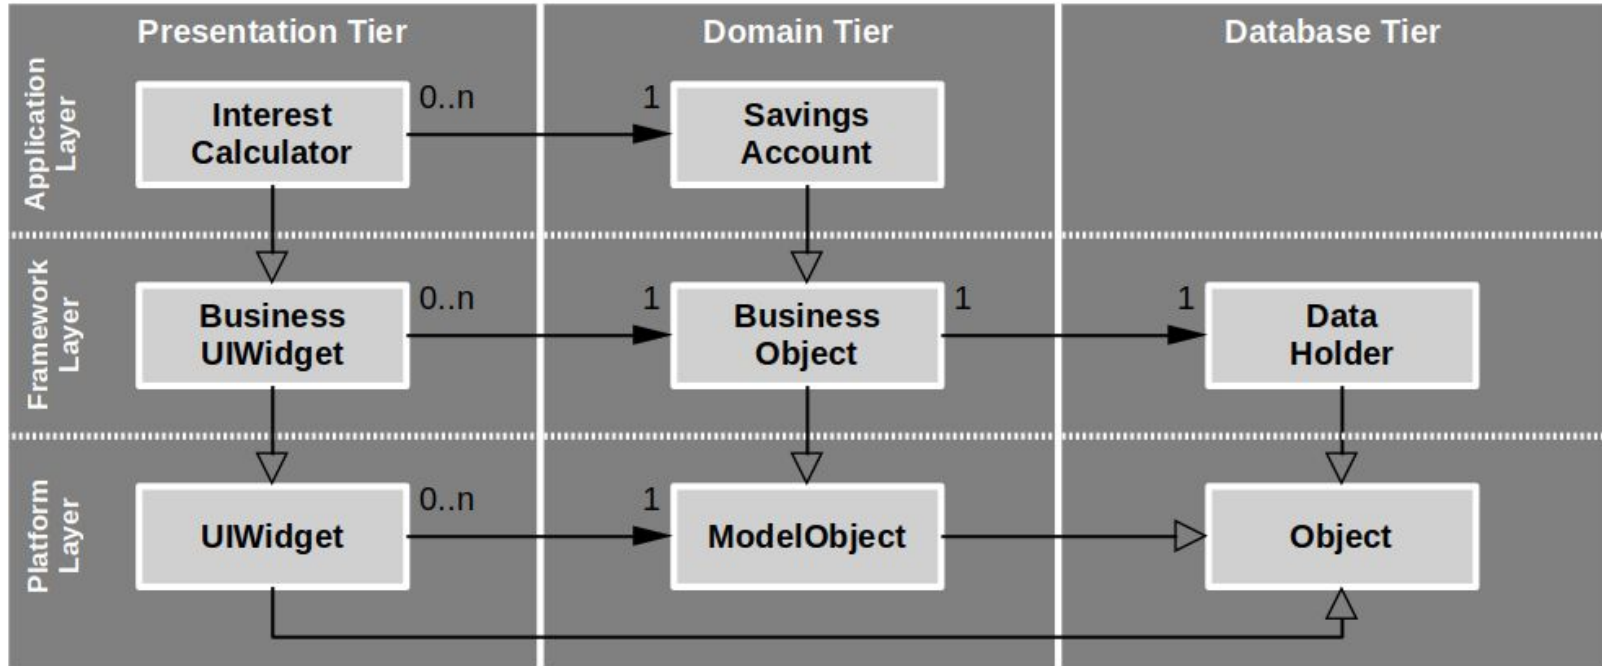 Presentation Tier
Domain Tier
Database Tier
Application
Layer
Interest
Calculator
0..n
1
Savings
Account
Framework
Layer
Business
UIWidget
0..n
1
Business
Object
1
1
Data
Holder
Platform
Layer
UIWidget
0..n
1
ModelObject
Object